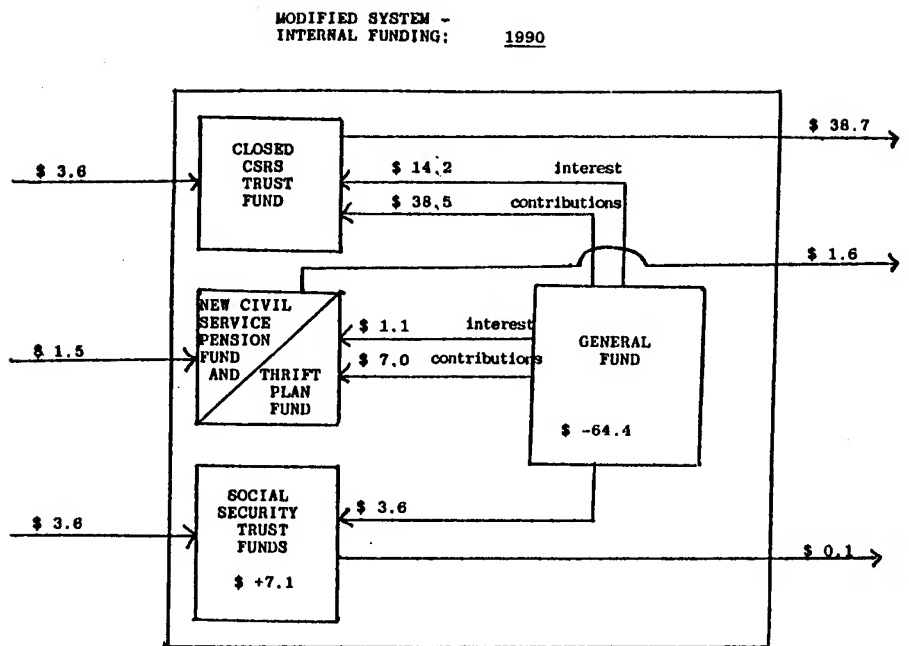 MODIFIED SYSTEM -
INTERNAL FUNDING: 1990
CLOSED
CSRS
TRUST
FUND
$ 3.6
$ 38.7
$ 14.2 interest
$ 38.5 contributions
$ 1.6
NEW CIVIL
SERVICE
PENSION
FUND
AND
THRIFT
PLAN
FUND
$ 1.5
$ 1.1 interest
$ 7.0 contributions
GENERAL
FUND
$ -64.4
SOCIAL
SECURITY
TRUST
FUNDS
$ +7.1
$ 3.6
$ 3.6
$ 0.1